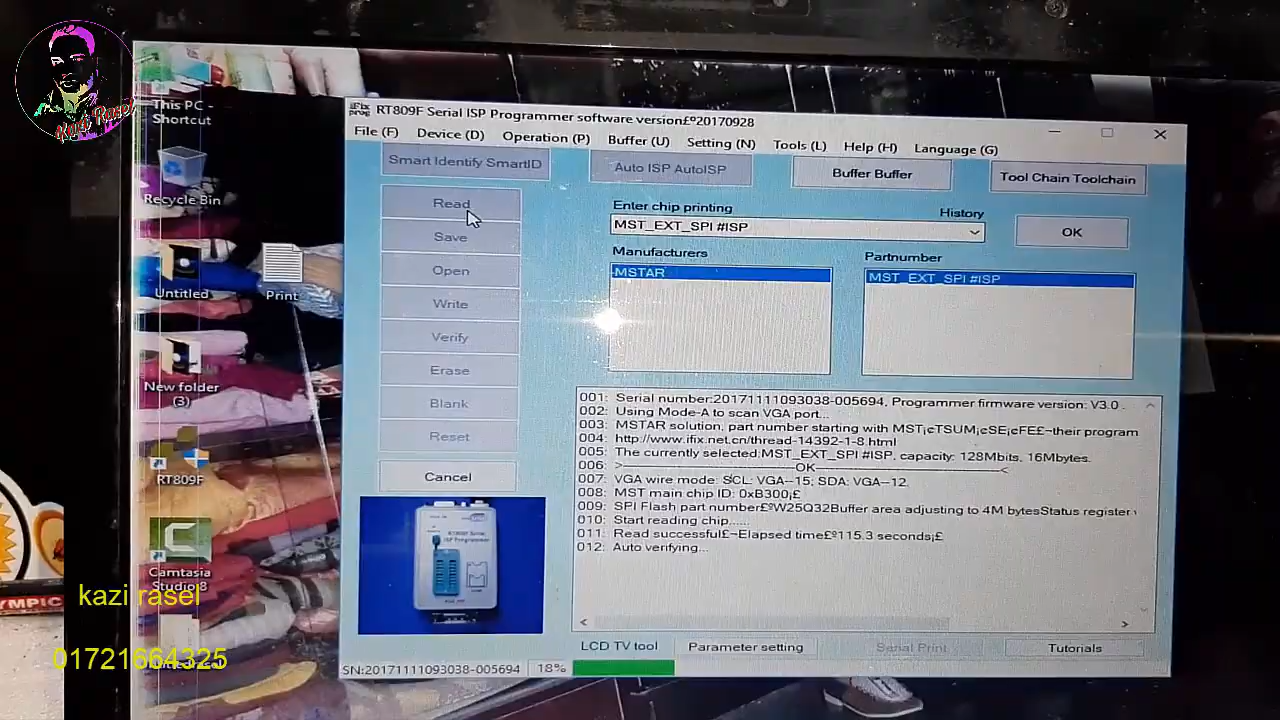 Kazi Rasel
This PC -
Shortcut
Recycle Bin
Untitled
Print
New folder
(3)
RT809F
Camtasia
Studio 8
kazi rasel
01721664325
iFix
prog
RT809F Serial ISP Programmer software version£º20170928
File (F) Device (D) Operation (P) Buffer (U) Setting (N) Tools (L) Help (H) Language (G)
Smart Identify SmartID
Auto ISP AutoISP
Buffer Buffer
Tool Chain Toolchain
Read
Save
Open
Write
Verify
Erase
Blank
Reset
Cancel
Enter chip printing
History
MST_EXT_SPI #ISP
OK
Manufacturers
Partnumber
MSTAR
MST_EXT_SPI #ISP
001: Serial number:20171111093038-005694, Programmer firmware version: V3.0 .
002: Using Mode-A to scan VGA port...
003: MSTAR solution, part number starting with MST¡¢TSUM¡¢SE¡¢FE£¬their program
004: http://www.ifix.net.cn/thread-14392-1-8.html
005: The currently selected:MST_EXT_SPI #ISP, capacity: 128Mbits, 16Mbytes.
006: >----------------------------OK----------------------------<
007: VGA wire mode: SCL: VGA--15; SDA: VGA--12.
008: MST main chip ID: 0xB300¡£
009: SPI Flash part number£ºW25Q32Buffer area adjusting to 4M bytesStatus register
010: Start reading chip......
011: Read successful£¬Elapsed time£º115.3 seconds¡£
012: Auto verifying...
RT809F Serial
ISP Programmer
LCD TV tool
Parameter setting
Serial Print
Tutorials
SN:20171111093038-005694
18%
YMPIC